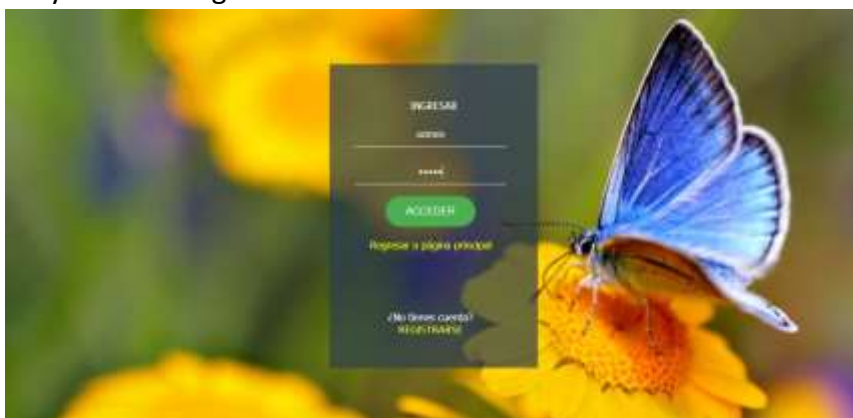 INGRESAR
admin
•••••
ACCEDER
Regresar a página principal
¿No tienes cuenta?
REGISTRARSE